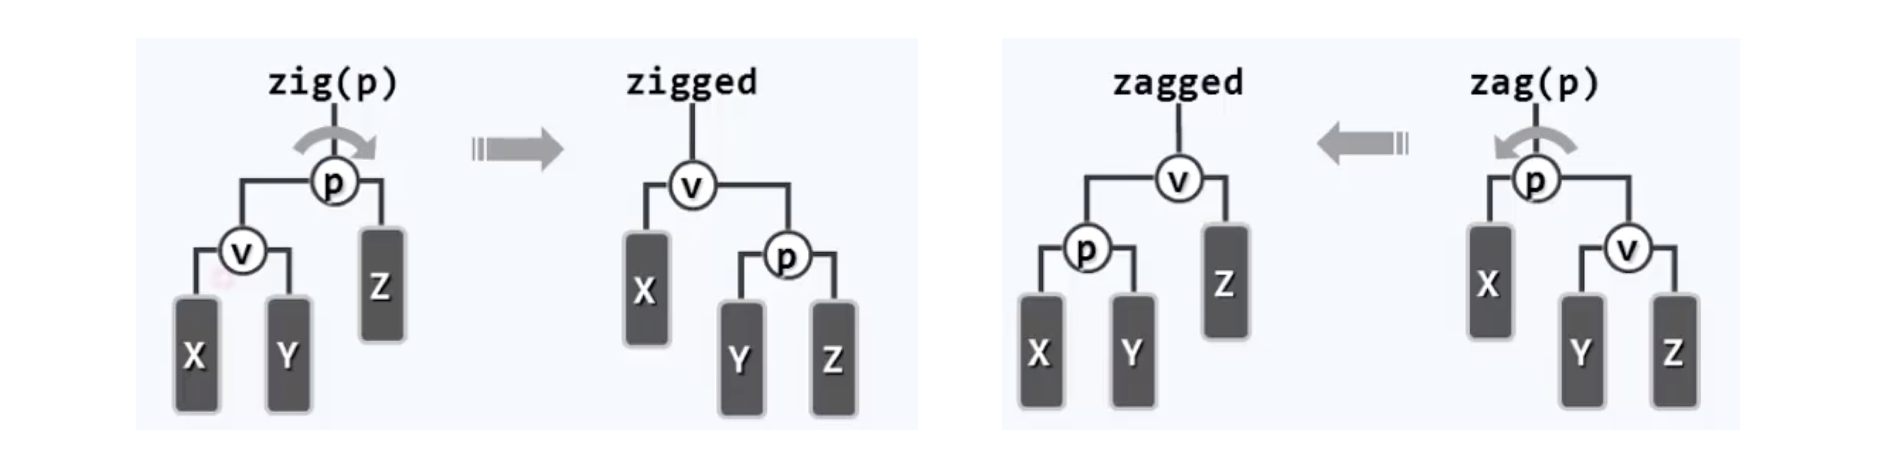 zig(p) zigged zagged zag(p)
p v v p
v Z X p p Z X v
X Y Y Z X Y Y Z